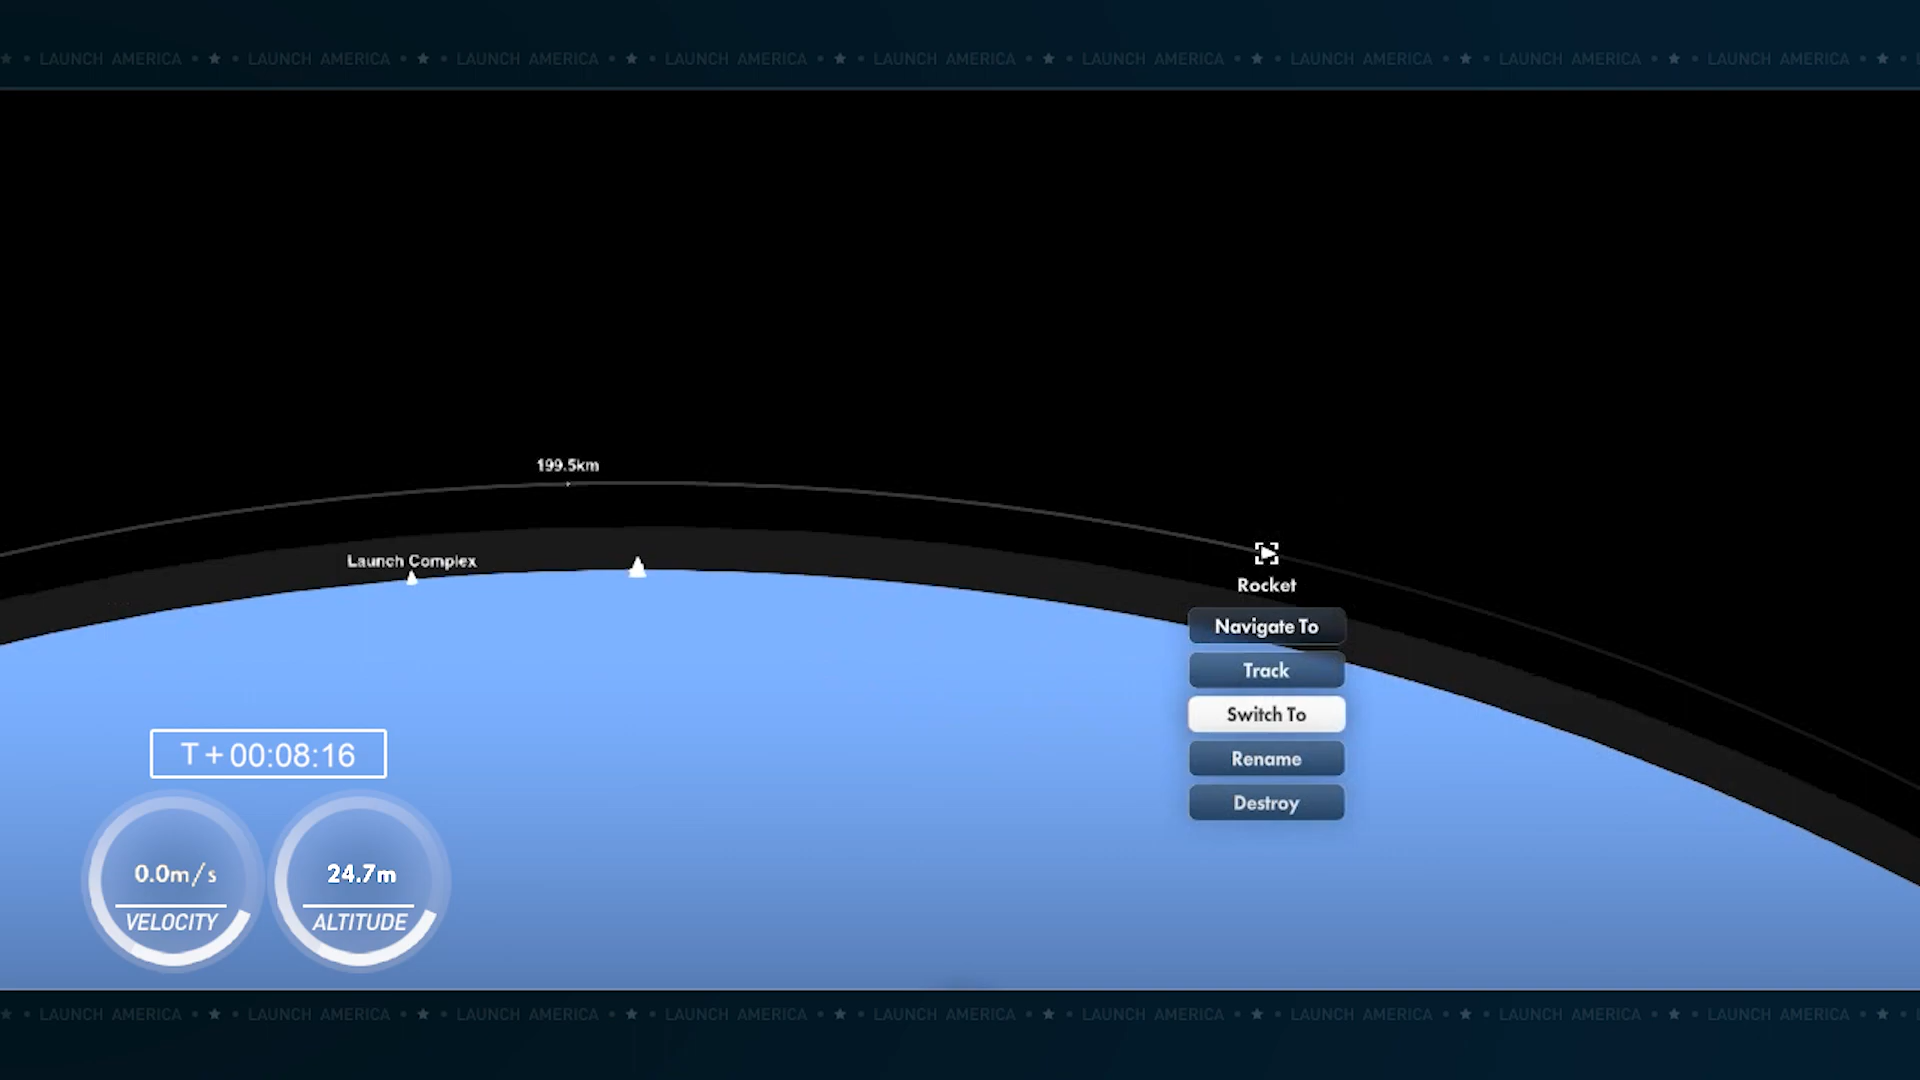 ★ • LAUNCH AMERICA • ★ • LAUNCH AMERICA • ★ • LAUNCH AMERICA • ★ • LAUNCH AMERICA • ★ • LAUNCH AMERICA • ★ • LAUNCH AMERICA • ★ • LAUNCH AMERICA • ★ • LAUNCH AMERICA • ★ • LAUNCH AMERICA • ★ •
199.5km
Launch Complex
Rocket
Navigate To
Track
Switch To
Rename
Destroy
T+00:08:16
0.0m/s
VELOCITY
24.7m
ALTITUDE
★ • LAUNCH AMERICA • ★ • LAUNCH AMERICA • ★ • LAUNCH AMERICA • ★ • LAUNCH AMERICA • ★ • LAUNCH AMERICA • ★ • LAUNCH AMERICA • ★ • LAUNCH AMERICA • ★ • LAUNCH AMERICA • ★ • LAUNCH AMERICA • ★ •